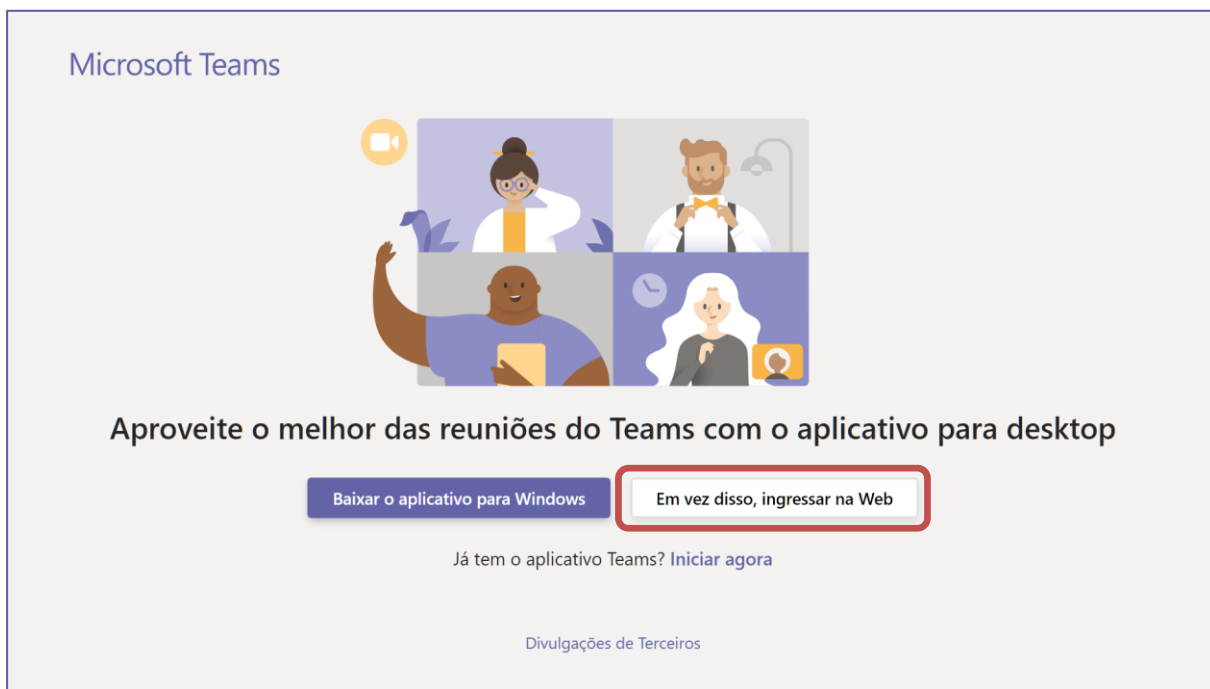 Microsoft Teams
Aproveite o melhor das reuniões do Teams com o aplicativo para desktop
Baixar o aplicativo para Windows
Em vez disso, ingressar na Web
Já tem o aplicativo Teams? Iniciar agora
Divulgações de Terceiros